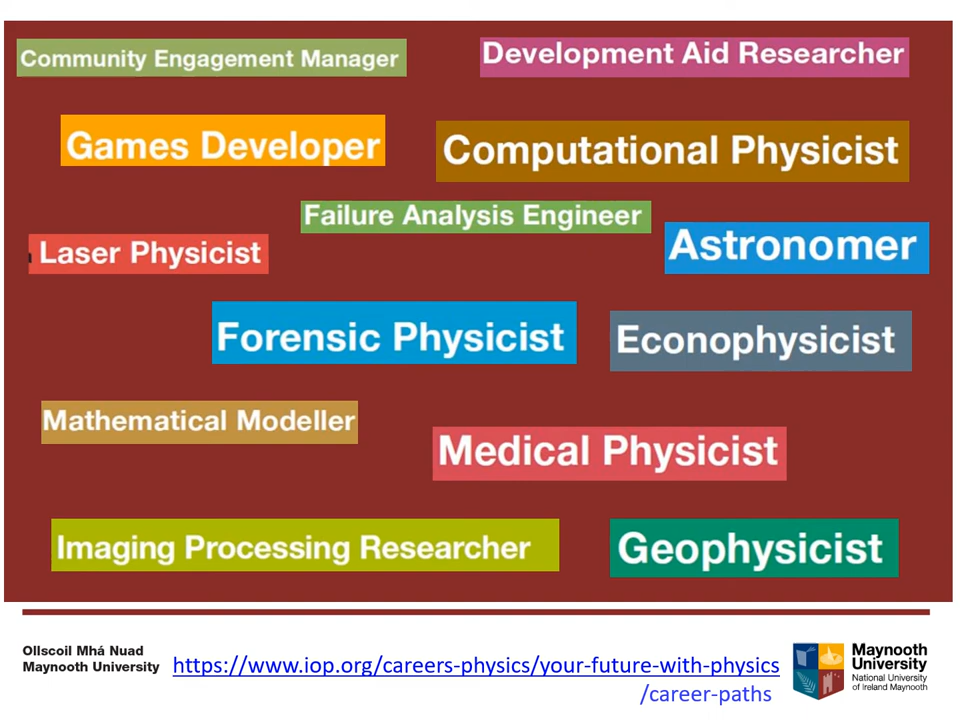 Community Engagement Manager
Development Aid Researcher
Games Developer
Computational Physicist
Failure Analysis Engineer
Laser Physicist
Astronomer
Forensic Physicist
Econophysicist
Mathematical Modeller
Medical Physicist
Imaging Processing Researcher
Geophysicist
Ollscoil Mhá Nuad
Maynooth University
https://www.iop.org/careers-physics/your-future-with-physics
/career-paths
Maynooth
University
National University
of Ireland Maynooth